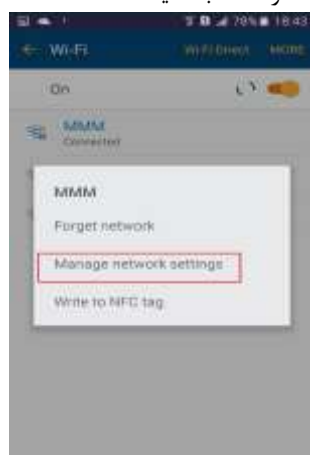 79% 18:43
Wi-Fi Wi-Fi Direct MORE
On
MMM
Connected
MMM
Forget network
Manage network settings
Write to NFC tag